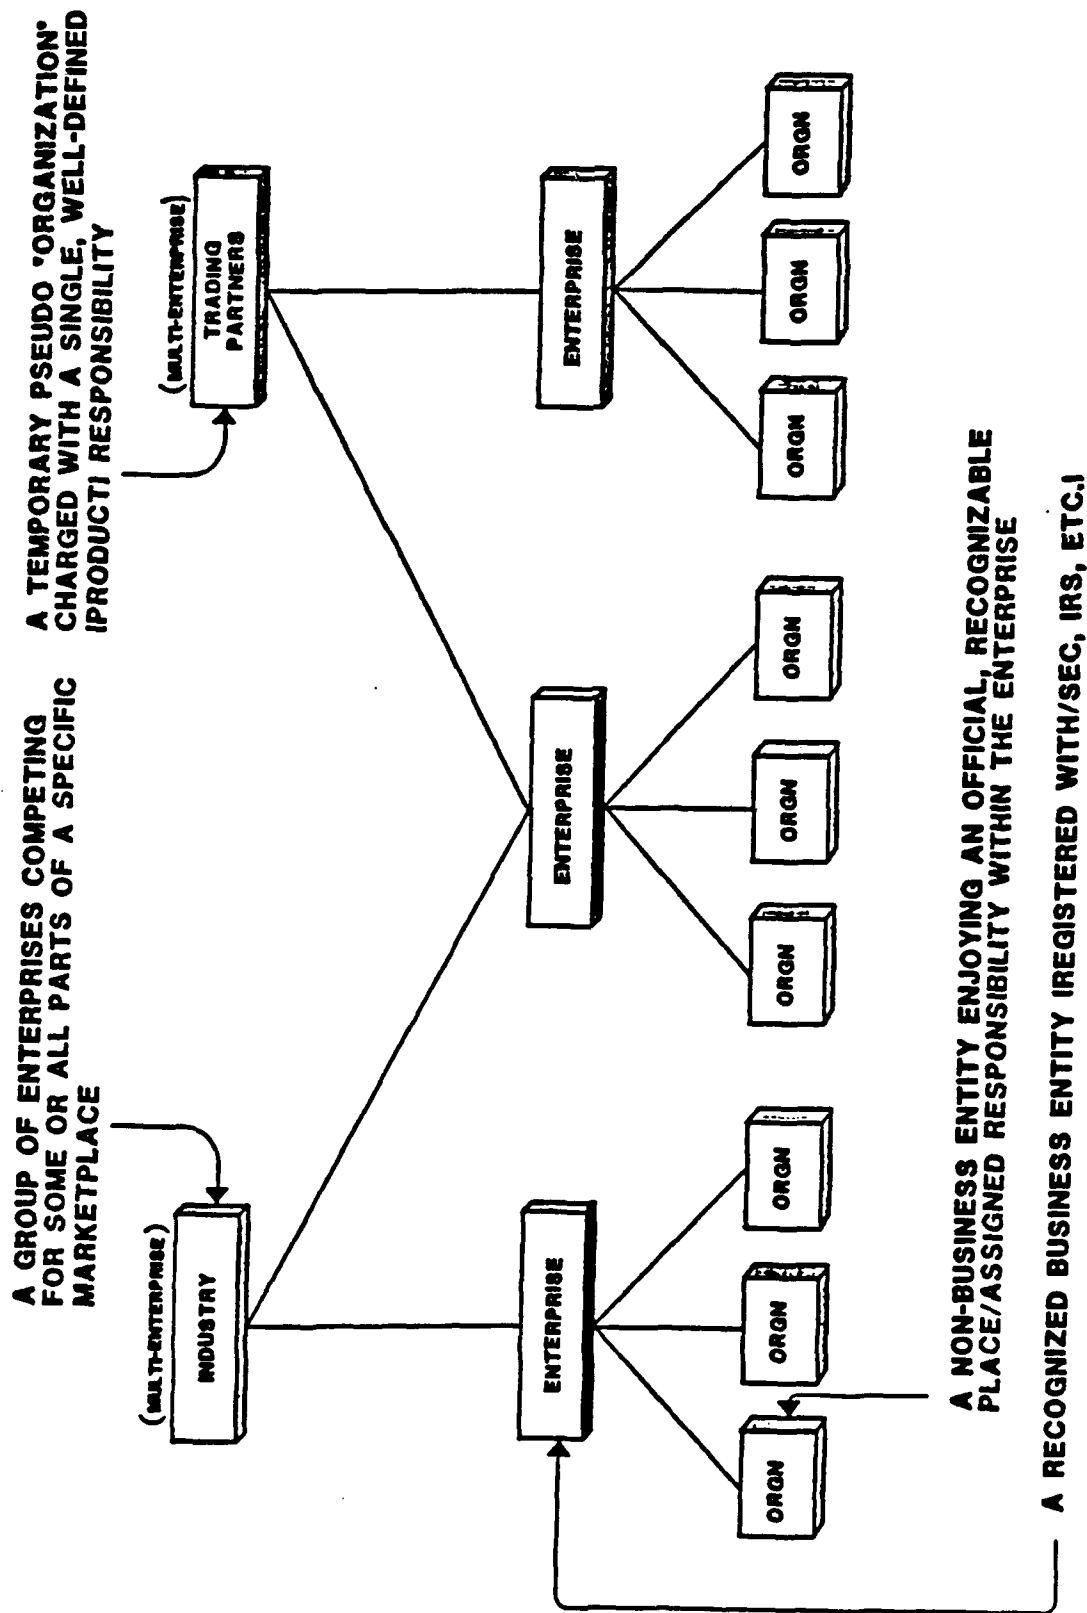 A GROUP OF ENTERPRISES COMPETING
FOR SOME OR ALL PARTS OF A SPECIFIC
MARKETPLACE
A TEMPORARY PSEUDO "ORGANIZATION"
CHARGED WITH A SINGLE, WELL-DEFINED
(PRODUCT) RESPONSIBILITY
(MULTI-ENTERPRISE)
INDUSTRY
(MULTI-ENTERPRISE)
TRADING
PARTNERS
ENTERPRISE
ENTERPRISE
ENTERPRISE
ORGN
ORGN
ORGN
ORGN
ORGN
ORGN
ORGN
ORGN
ORGN
A NON-BUSINESS ENTITY ENJOYING AN OFFICIAL, RECOGNIZABLE
PLACE/ASSIGNED RESPONSIBILITY WITHIN THE ENTERPRISE
A RECOGNIZED BUSINESS ENTITY (REGISTERED WITH/SEC, IRS, ETC.)